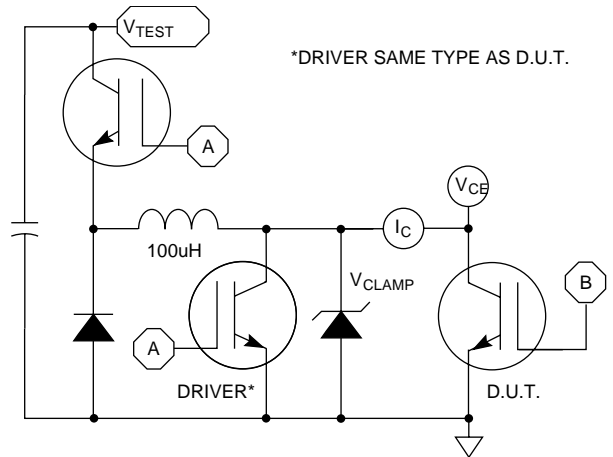 V_TEST
*DRIVER SAME TYPE AS D.U.T.
A
V_CE
I_C
100uH
V_CLAMP
B
A
DRIVER*
D.U.T.